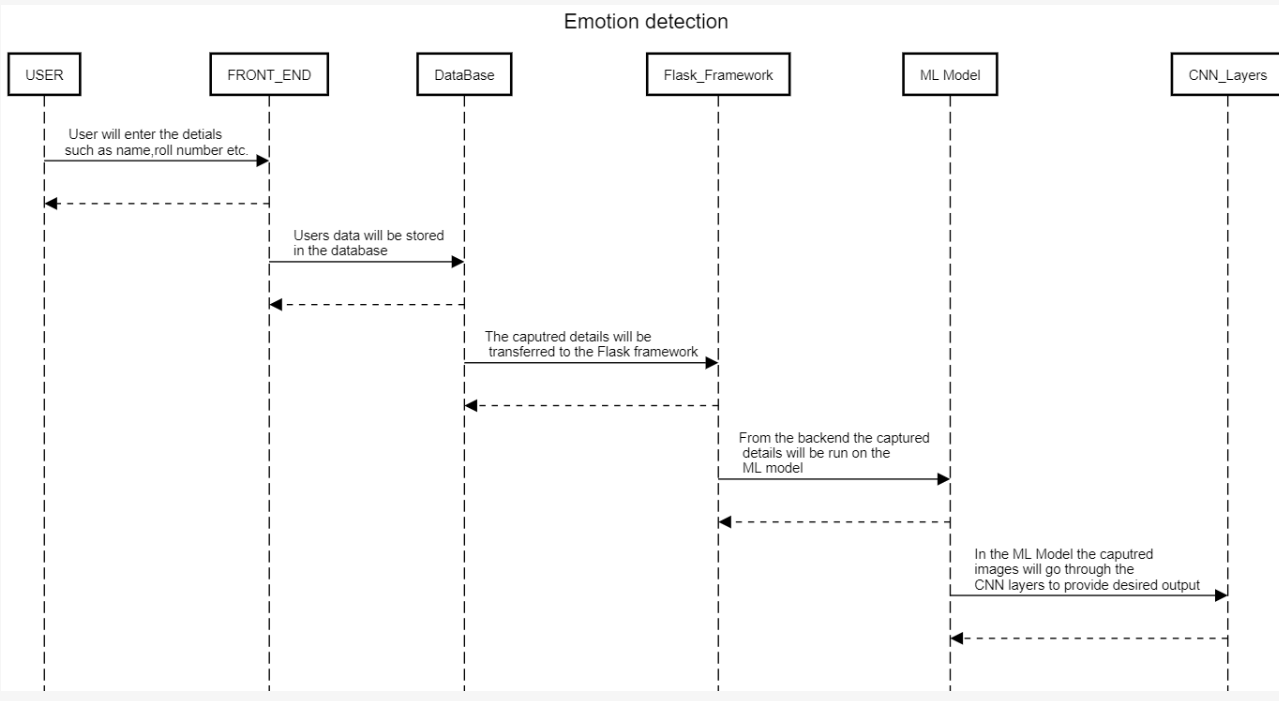 Emotion detection
USER
FRONT_END
DataBase
Flask_Framework
ML Model
CNN_Layers
User will enter the detials
such as name,roll number etc.
Users data will be stored
in the database
The caputred details will be
transferred to the Flask framework
From the backend the captured
details will be run on the
ML model
In the ML Model the caputred
images will go through the
CNN layers to provide desired output